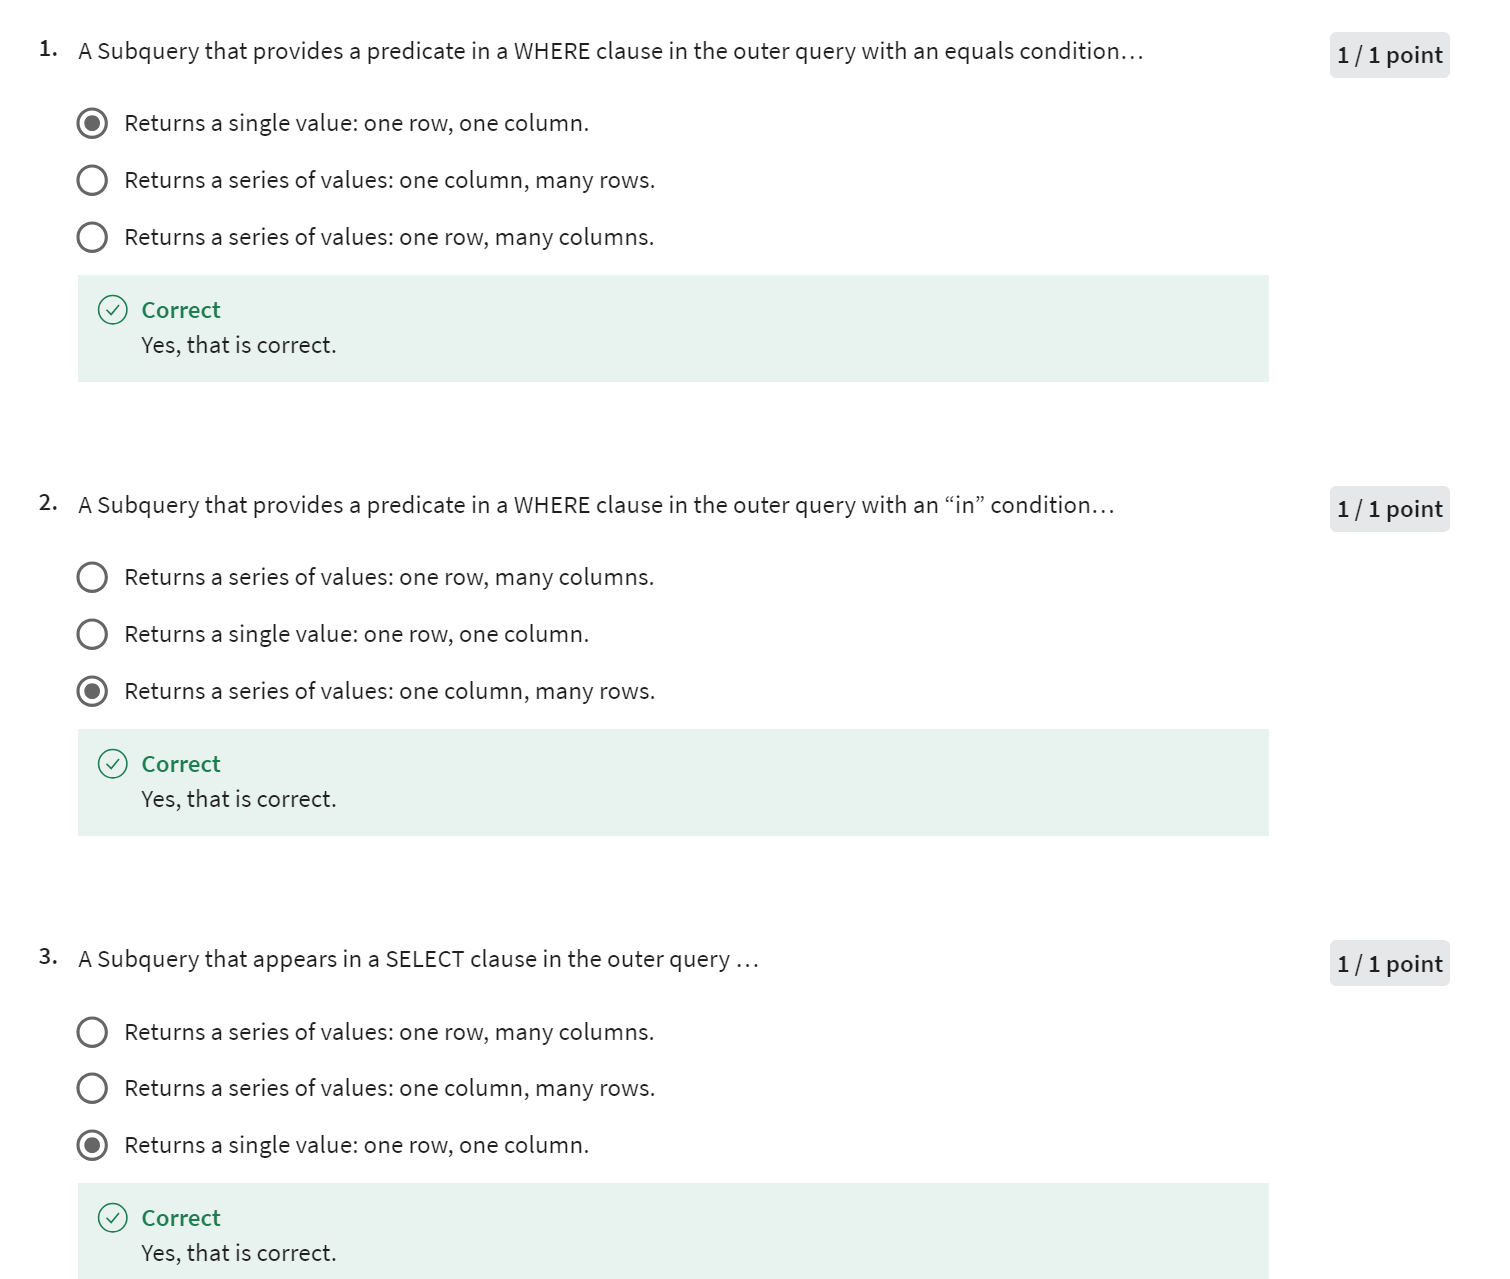 1. A Subquery that provides a predicate in a WHERE clause in the outer query with an equals condition…
1 / 1 point
Returns a single value: one row, one column.
Returns a series of values: one column, many rows.
Returns a series of values: one row, many columns.
Correct
Yes, that is correct.
2. A Subquery that provides a predicate in a WHERE clause in the outer query with an “in” condition…
1 / 1 point
Returns a series of values: one row, many columns.
Returns a single value: one row, one column.
Returns a series of values: one column, many rows.
Correct
Yes, that is correct.
3. A Subquery that appears in a SELECT clause in the outer query …
1 / 1 point
Returns a series of values: one row, many columns.
Returns a series of values: one column, many rows.
Returns a single value: one row, one column.
Correct
Yes, that is correct.